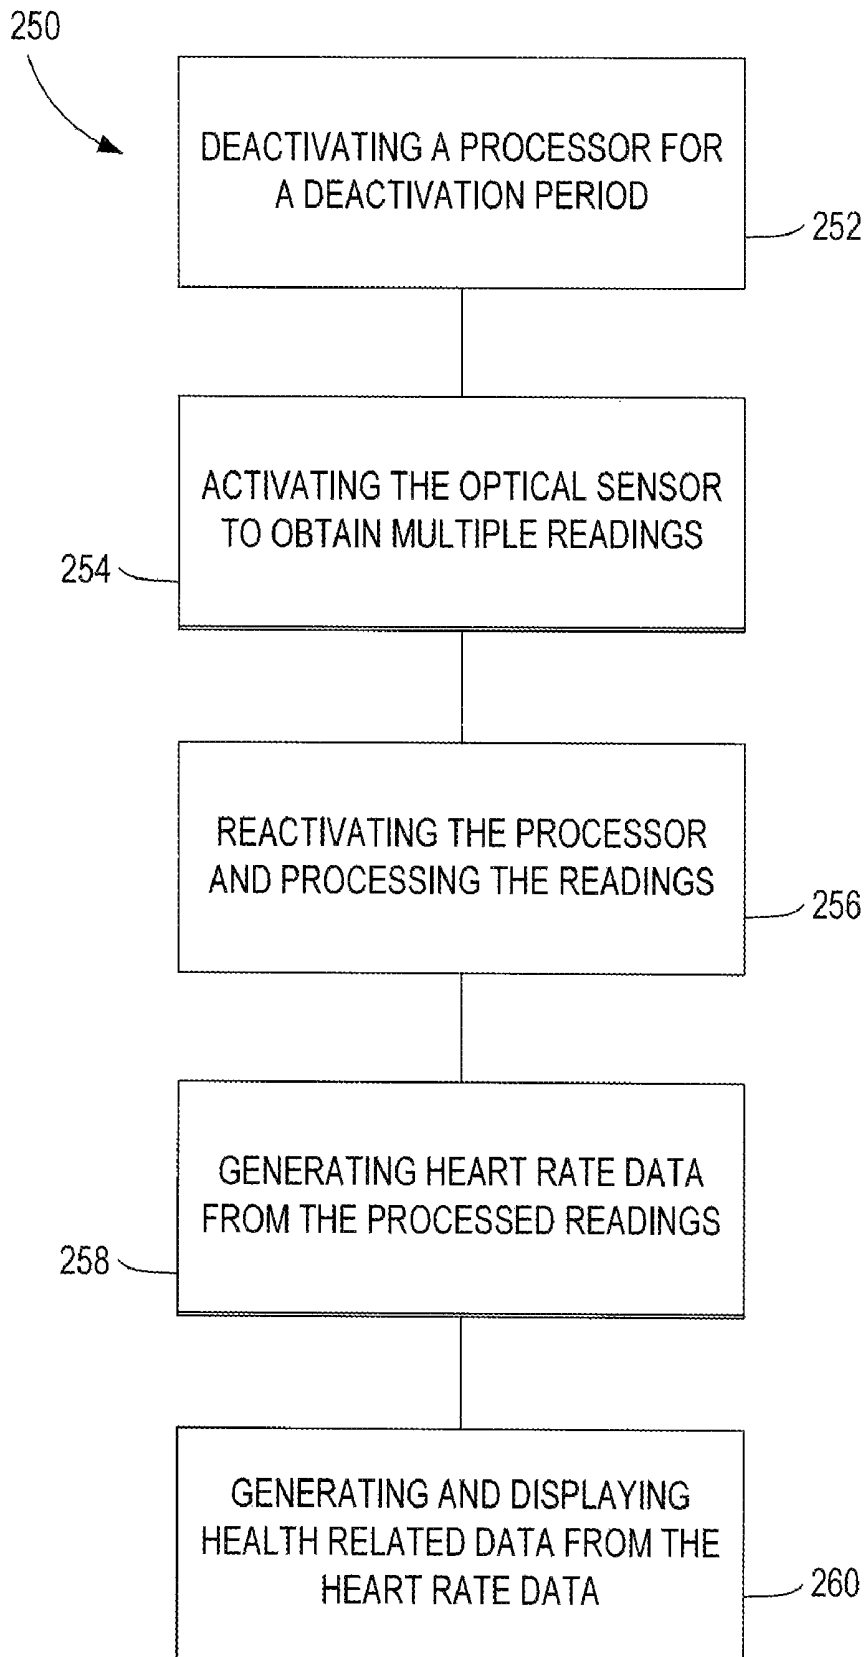 250
DEACTIVATING A PROCESSOR FOR
A DEACTIVATION PERIOD
252
ACTIVATING THE OPTICAL SENSOR
TO OBTAIN MULTIPLE READINGS
254
REACTIVATING THE PROCESSOR
AND PROCESSING THE READINGS
256
GENERATING HEART RATE DATA
FROM THE PROCESSED READINGS
258
GENERATING AND DISPLAYING
HEALTH RELATED DATA FROM THE
HEART RATE DATA
260